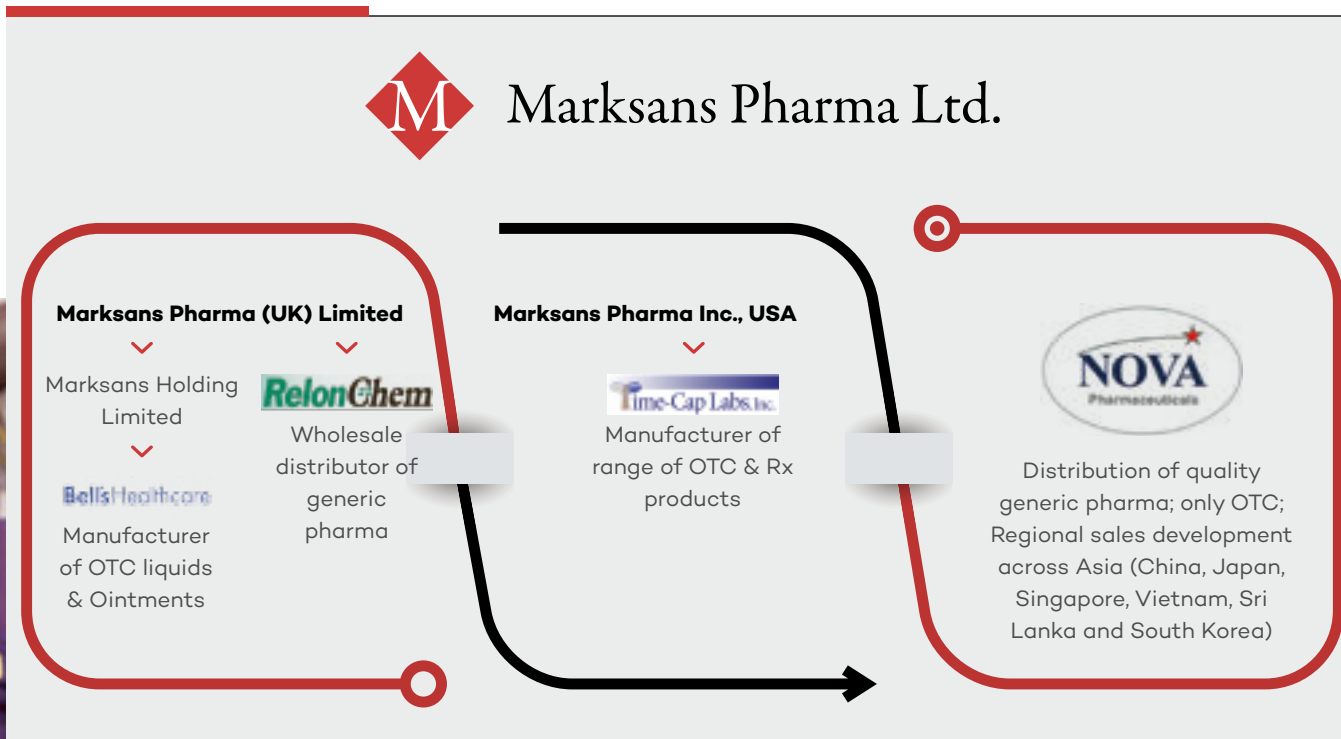 M
Marksans Pharma Ltd.
Marksans Pharma (UK) Limited
Marksans Holding
Limited
Bell's Healthcare
Manufacturer
of OTC liquids
& Ointments
RelonChem
Wholesale
distributor of
generic
pharma
Marksans Pharma Inc., USA
Time-Cap Labs, Inc.
Manufacturer of
range of OTC & Rx
products
NOVA
Pharmaceuticals
Distribution of quality
generic pharma; only OTC;
Regional sales development
across Asia (China, Japan,
Singapore, Vietnam, Sri
Lanka and South Korea)